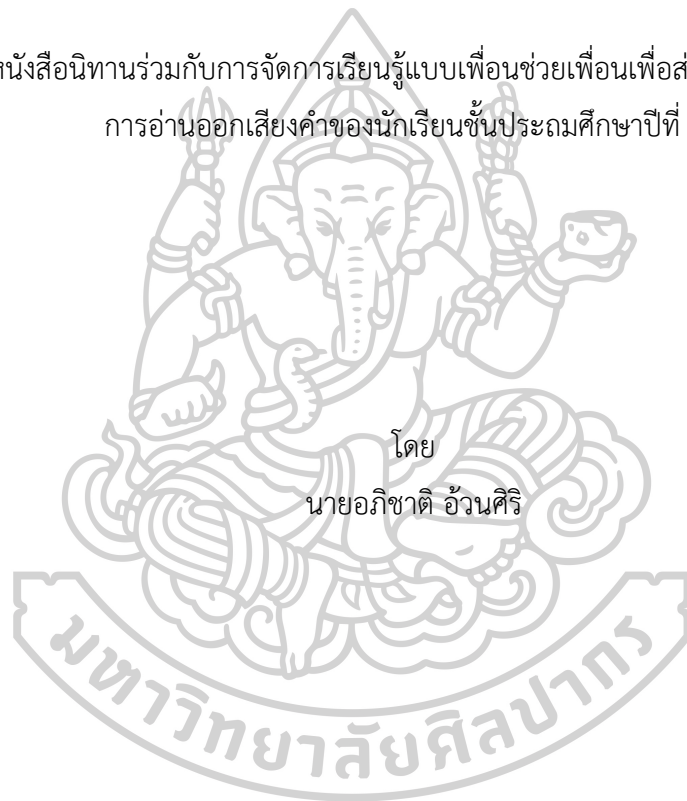 นังสือนิทานร่วมกับการจัดการเรียนรู้แบบเพื่อนช่วยเพื่อนเพื่อส่
การอ่านออกเสียงคำของนักเรียนชั้นประถมศึกษาปีที่
โดย
นายอภิชาติ อ้วนศิริ
มหาวิทยาลัยศิลปากร